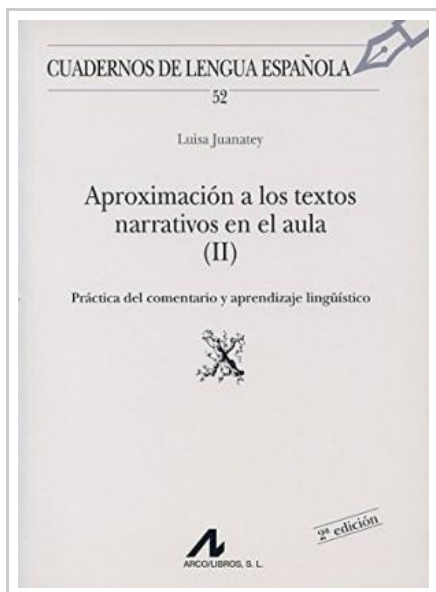 CUADERNOS DE LENGUA ESPAÑOLA
52
Luisa Juanatey
Aproximación a los textos
narrativos en el aula
(II)
Práctica del comentario y aprendizaje lingüístico
2ª edición
ARCO/LIBROS, S. L.